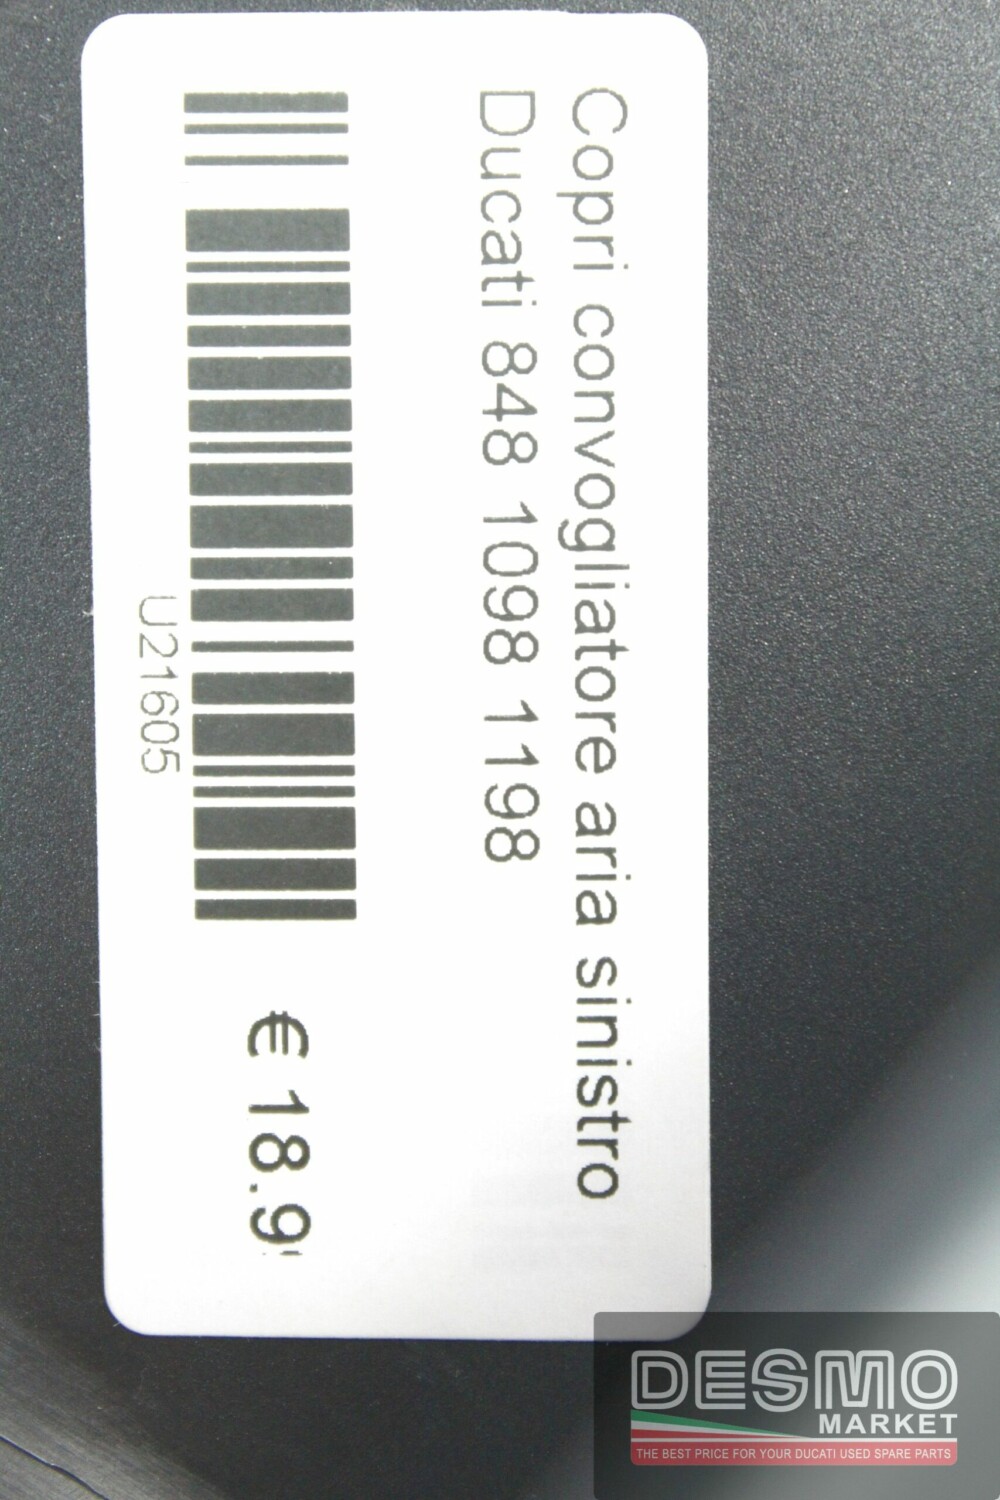 Copri convogliatore aria sinistro
Ducati 848 1098 1198
U21605
€ 18.9
DESMO
MARKET
THE BEST PRICE FOR YOUR DUCATI USED SPARE PARTS